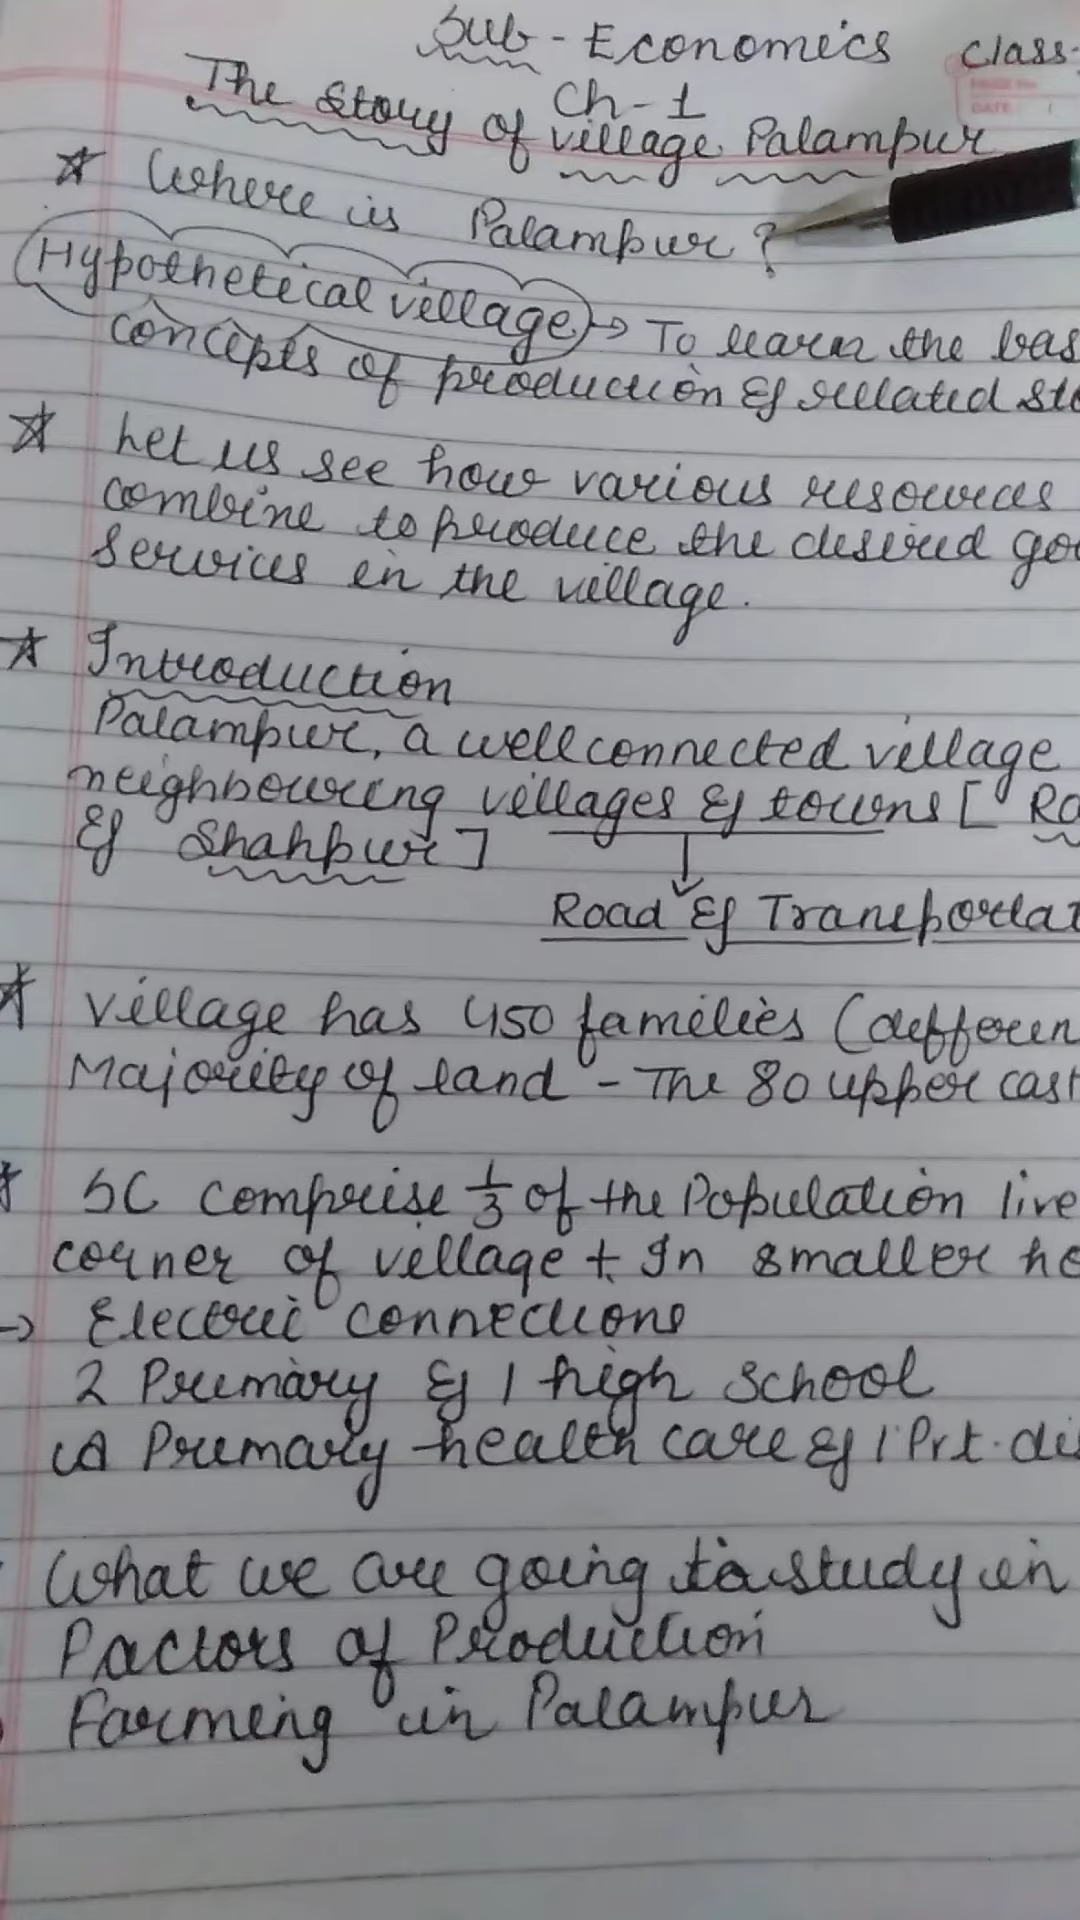 Sub - Economics Class-
Ch-1
The Story of village Palampur
PAGE No.
DATE
☆ Where is Palampur?
Hypothetical village → To learn the bas
concepts of production & related sto
☆ Let us see how various resources
combine to produce the desired goo
Services in the village.
☆ Introduction
Palampur, a well connected village
neighbouring villages & towns [ Ra
& Shahpur]
Road & Transportat
☆ Village has 450 families (differen
Majority of land - The 80 upper cast
☆ SC comprise 1/3 of the Population live
corner of village + In smaller ho
→ Electric connections
2 Primary & 1 high School
A Primary health care & 1 Prt. di
What we are going to study in
Factors of Production
Farming in Palampur